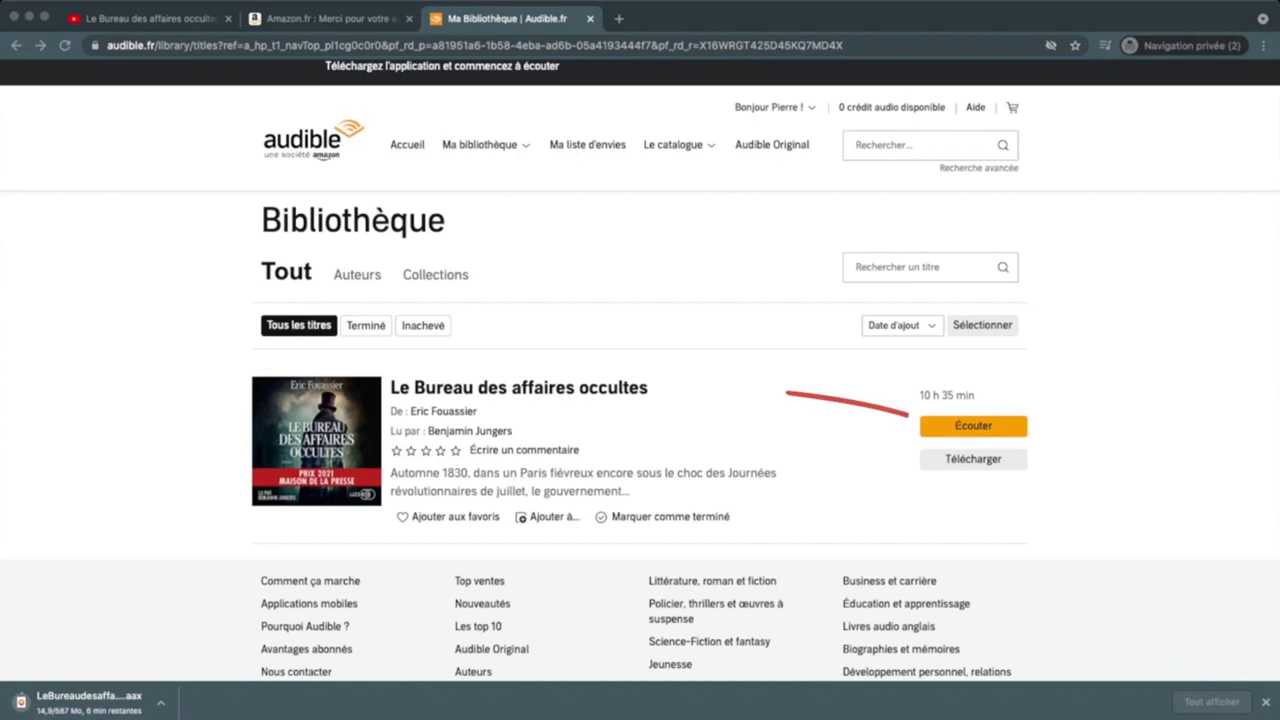 Le Bureau des affaires occulte
Amazon.fr : Merci pour votre a
Ma Bibliothèque | Audible.fr
audible.fr/library/titles?ref=a_hp_t1_navTop_pl1cg0c0r0&pf_rd_p=a81951a6-1b58-4eba-ad6b-05a4193444f7&pf_rd_r=X16WRGT425D45KQ7MD4X
Navigation privée (2)
Téléchargez l'application et commencez à écouter
Bonjour Pierre !
0 crédit audio disponible
Aide
audible
une société amazon
Accueil
Ma bibliothèque
Ma liste d'envies
Le catalogue
Audible Original
Rechercher...
Recherche avancée
Bibliothèque
Tout
Auteurs
Collections
Rechercher un titre
Tous les titres
Terminé
Inachevé
Date d'ajout
Sélectionner
Eric Fouassier
LE BUREAU
DES AFFAIRES
OCCULTES
PRIX 2021
MAISON DE LA PRESSE
LU PAR
BENJAMIN JUNGERS
Le Bureau des affaires occultes
De : Eric Fouassier
Lu par : Benjamin Jungers
Écrire un commentaire
Automne 1830, dans un Paris fiévreux encore sous le choc des Journées
révolutionnaires de juillet, le gouvernement...
Ajouter aux favoris
Ajouter à...
Marquer comme terminé
10 h 35 min
Écouter
Télécharger
Comment ça marche
Applications mobiles
Pourquoi Audible ?
Avantages abonnés
Nous contacter
Top ventes
Nouveautés
Les top 10
Audible Original
Auteurs
Littérature, roman et fiction
Policier, thrillers et œuvres à
suspense
Science-Fiction et fantasy
Jeunesse
Business et carrière
Éducation et apprentissage
Livres audio anglais
Biographies et mémoires
Développement personnel, relations
LeBureaudesaffa....aax
14,9/587 Mo, 6 min restantes
Tout afficher